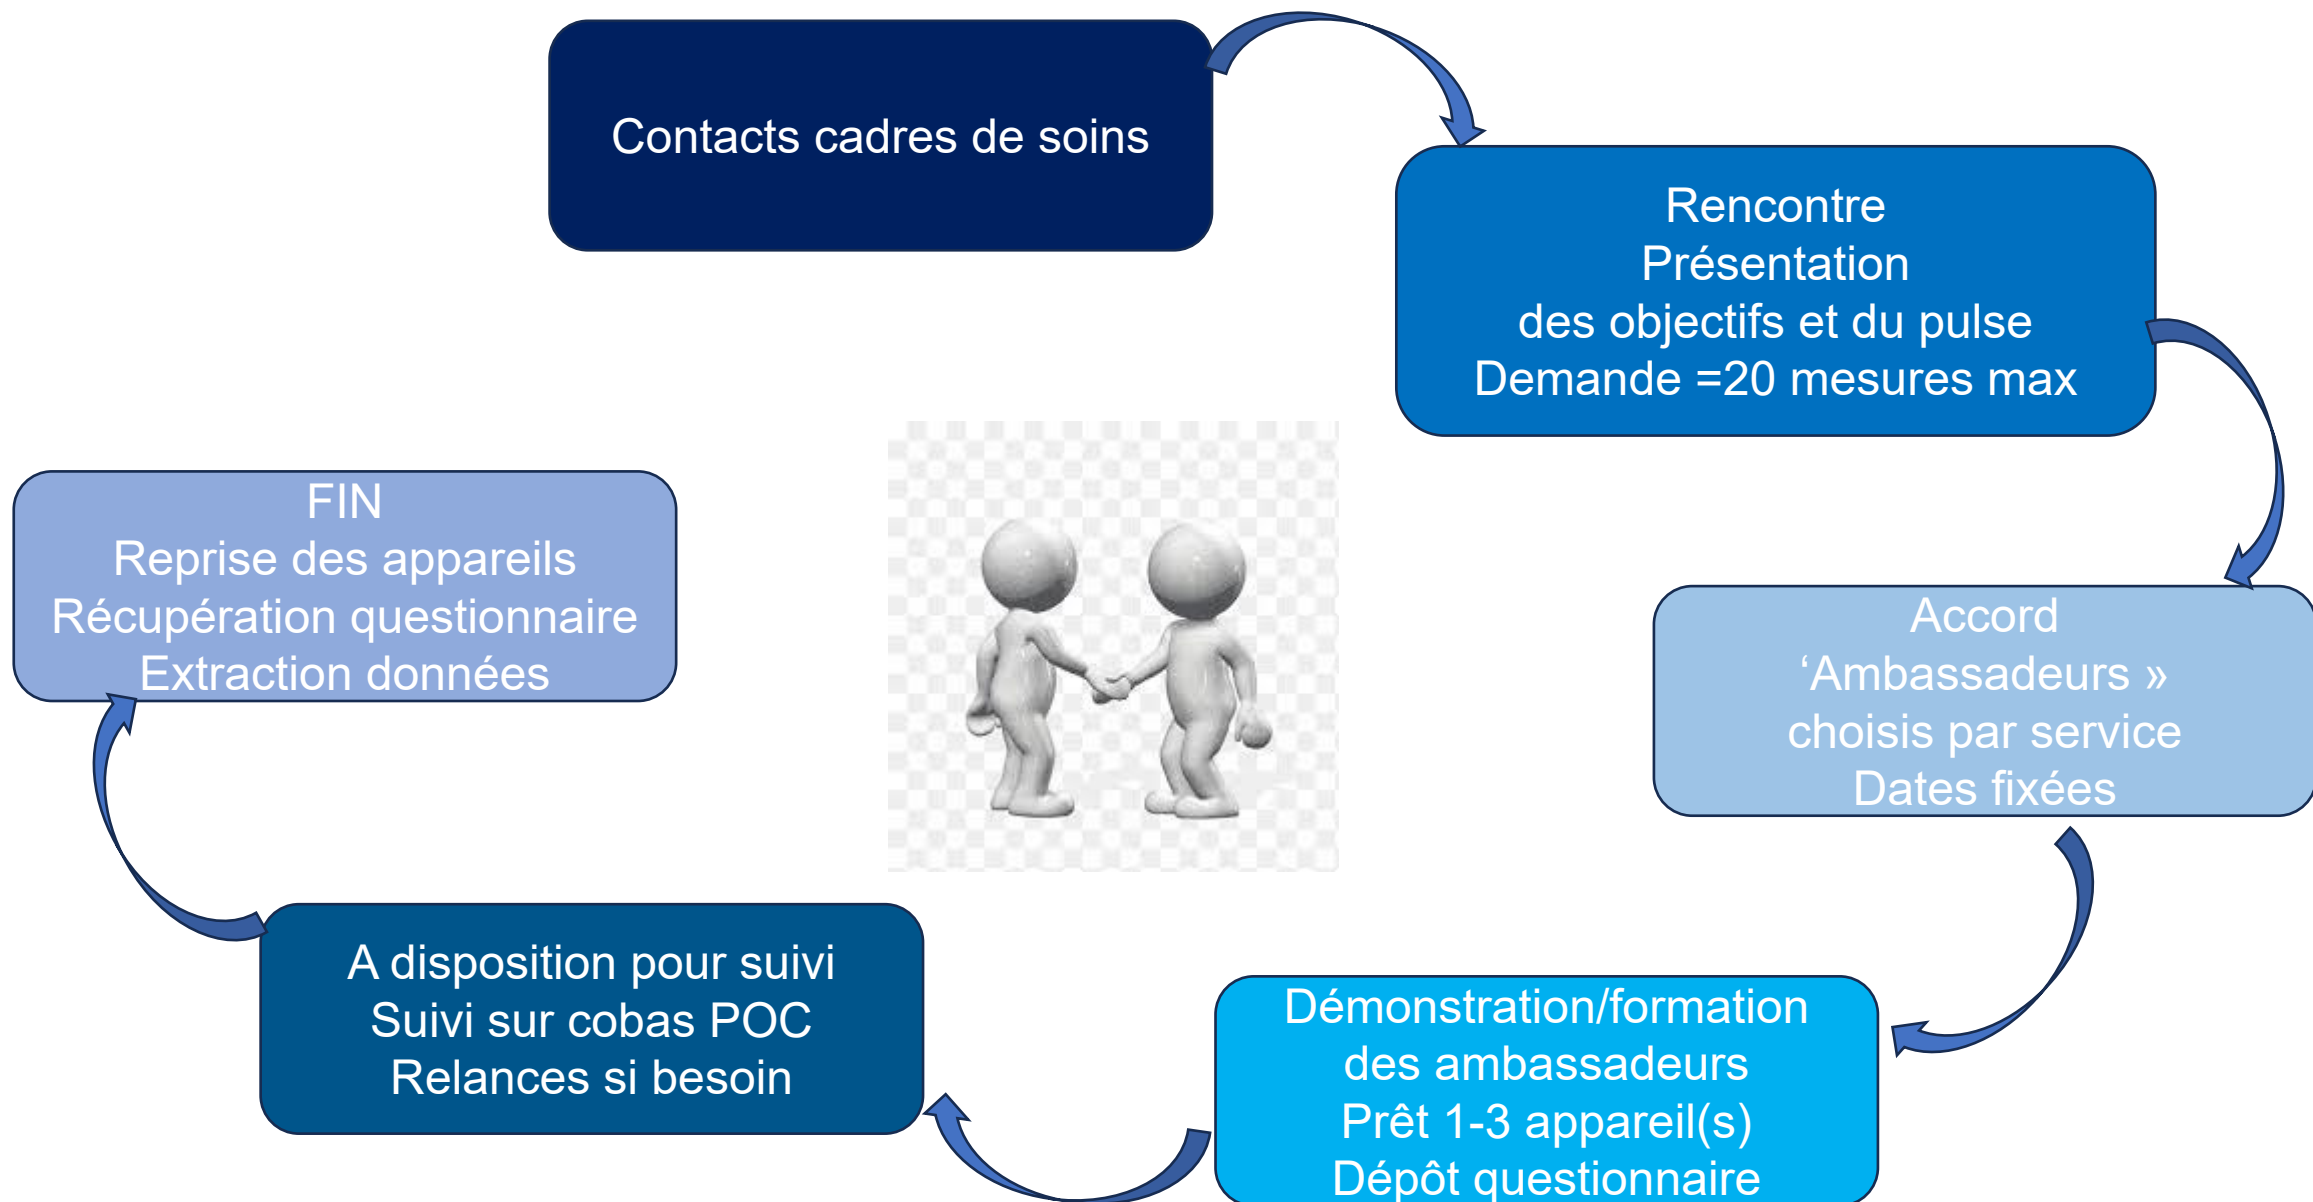 Contacts cadres de soins
Rencontre
Présentation
des objectifs et du pulse
Demande =20 mesures max
Accord
‘Ambassadeurs »
choisis par service
Dates fixées
Démonstration/formation
des ambassadeurs
Prêt 1-3 appareil(s)
Dépôt questionnaire
A disposition pour suivi
Suivi sur cobas POC
Relances si besoin
FIN
Reprise des appareils
Récupération questionnaire
Extraction données